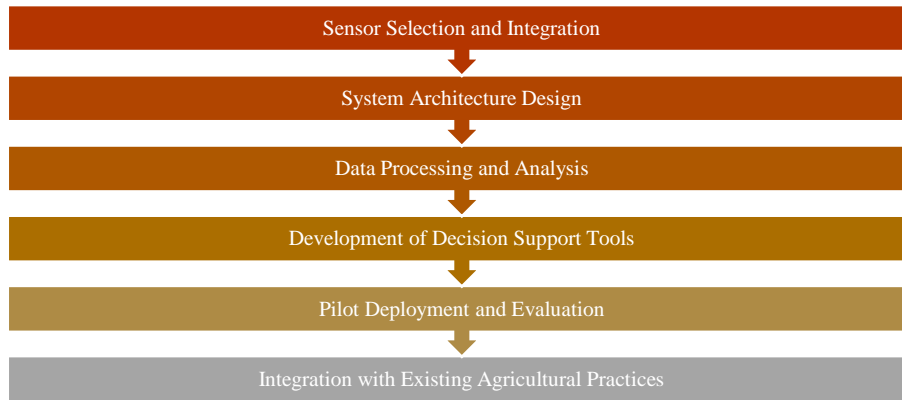 Sensor Selection and Integration
System Architecture Design
Data Processing and Analysis
Development of Decision Support Tools
Pilot Deployment and Evaluation
Integration with Existing Agricultural Practices